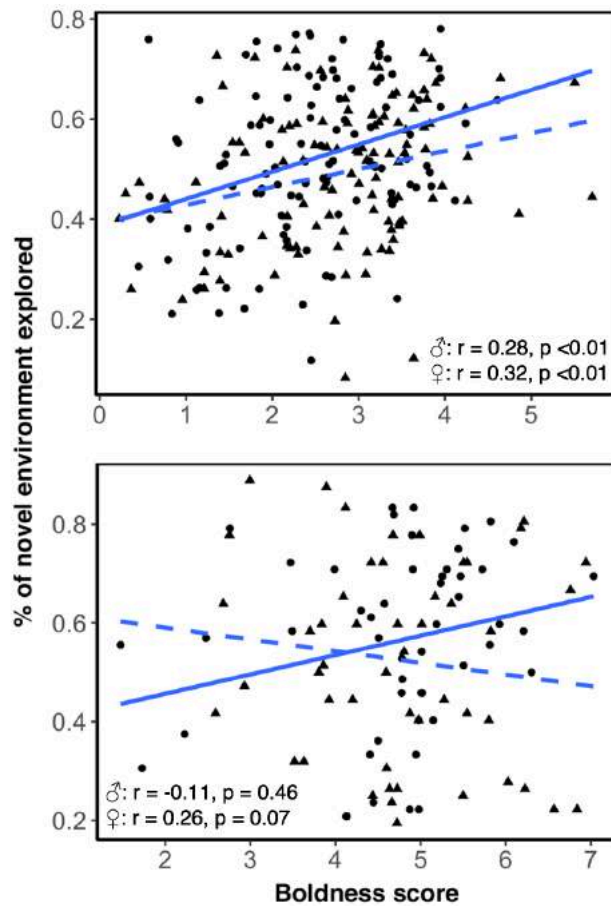 % of novel environment explored
0.8
0.6
0.4
0.2
♂: r = 0.28, p <0.01
♀: r = 0.32, p <0.01
0 1 2 3 4 5
0.8
0.6
0.4
0.2
♂: r = -0.11, p = 0.46
♀: r = 0.26, p = 0.07
2 3 4 5 6 7
Boldness score